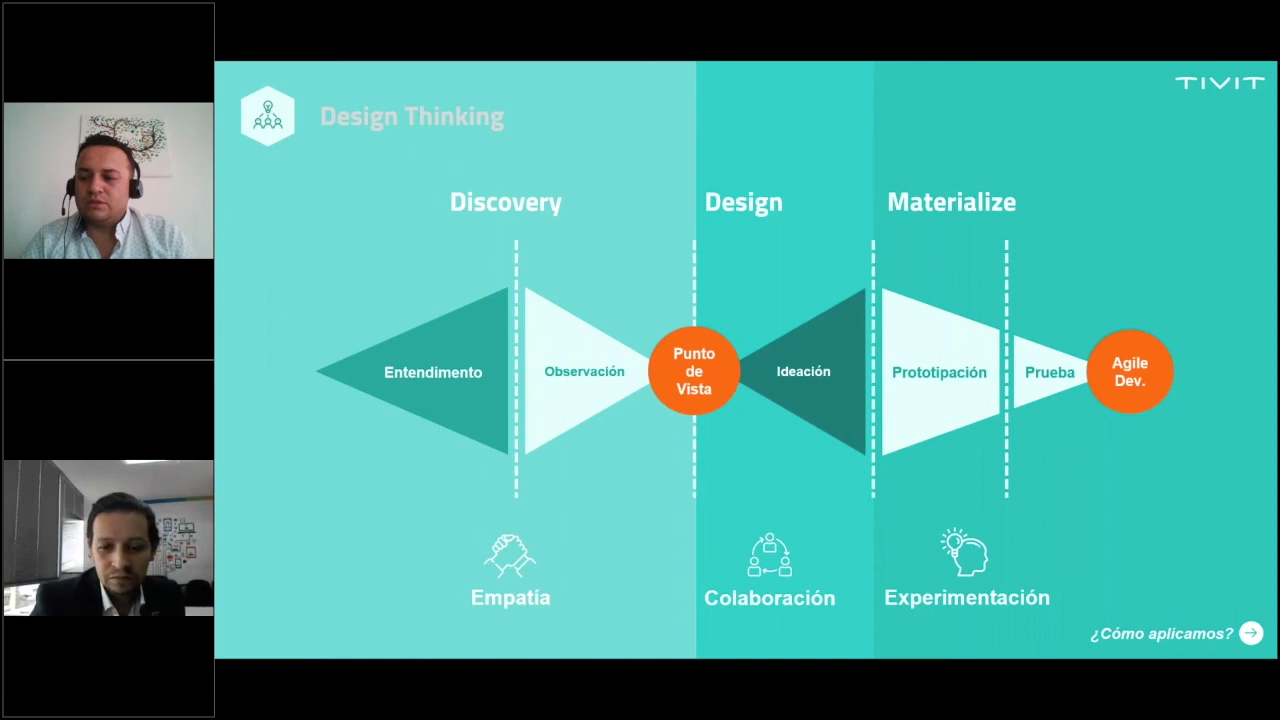 TIVIT
Design Thinking
Discovery
Design
Materialize
Entendimento
Observación
Punto
de
Vista
Ideación
Prototipación
Prueba
Agile
Dev.
Empatía
Colaboración
Experimentación
¿Cómo aplicamos?